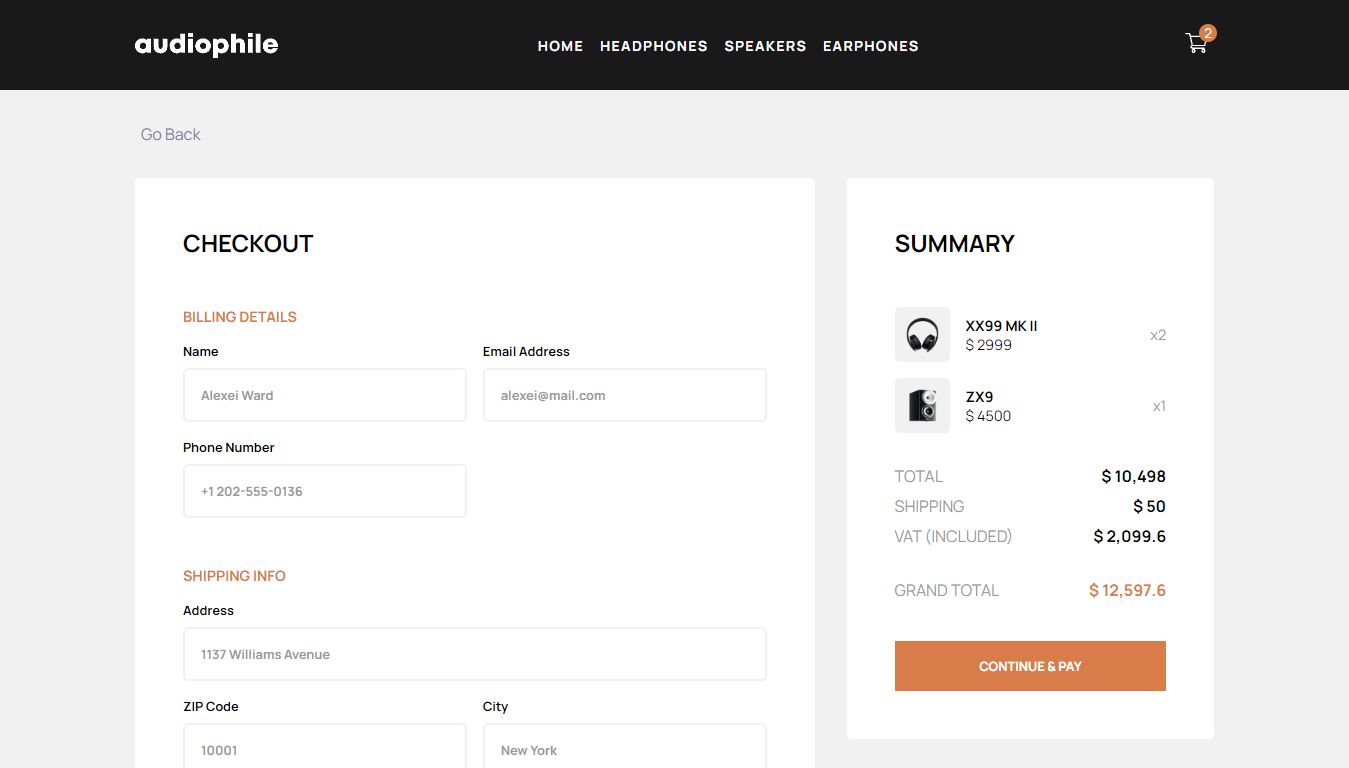 audiophile
HOME HEADPHONES SPEAKERS EARPHONES
2
Go Back
CHECKOUT
BILLING DETAILS
Name
Email Address
Alexei Ward
alexei@mail.com
Phone Number
+1 202-555-0136
SHIPPING INFO
Address
1137 Williams Avenue
ZIP Code
City
10001
New York
SUMMARY
XX99 MK II
$ 2999
x2
ZX9
$ 4500
x1
TOTAL $ 10,498
SHIPPING $ 50
VAT (INCLUDED) $ 2,099.6
GRAND TOTAL $ 12,597.6
CONTINUE & PAY